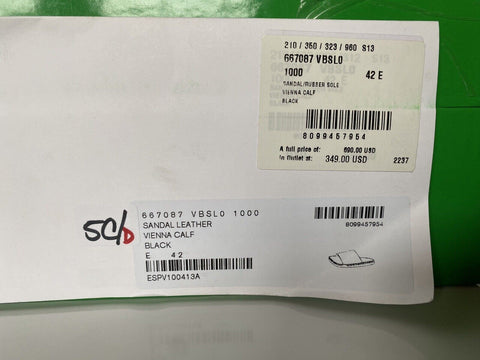 210 / 350 / 323 / 960 S13
667087 VBSL0
1000 42 E
SANDAL/RUBBER SOLE
VIENNA CALF
BLACK
8099457954
A full price of: 690.00 USD
In Outlet at: 349.00 USD 2237
667087 VBSL0 1000
SANDAL LEATHER
VIENNA CALF
BLACK
E 42
ESPV100413A
8099457954